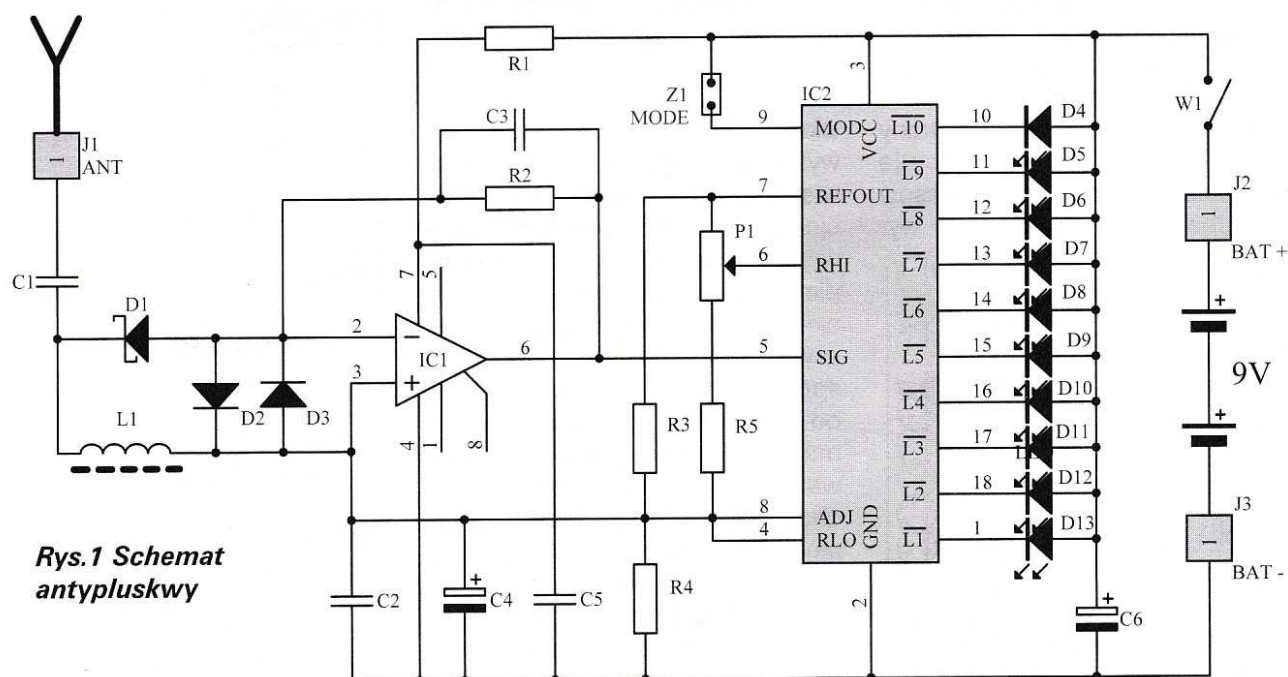 J1
1
ANT
C1
D1
L1
D2
D3
R1
C3
R2
7
5
2
3
IC1
6
4
1
8
Z1
MODE
P1
R3
R5
R4
C2
C4
C5
IC2
3
9
MOD
VCC
7
REFOUT
6
RHI
5
SIG
8
ADJ
4
RLO
GND
2
L10
10
D4
L9
11
D5
L8
12
D6
L7
13
D7
L6
14
D8
L5
15
D9
L4
16
D10
L3
17
D11
L2
18
D12
L1
1
D13
C6
W1
J2
1
BAT +
9V
J3
1
BAT -
Rys.1 Schemat
antypluskwy